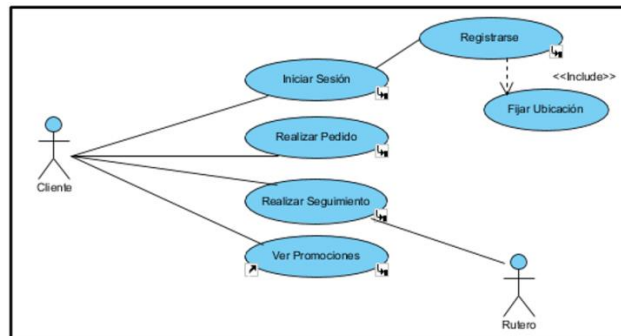 Registrarse
<<Include>>
Iniciar Sesión
Fijar Ubicación
Realizar Pedido
Cliente
Realizar Seguimiento
Ver Promociones
Rutero